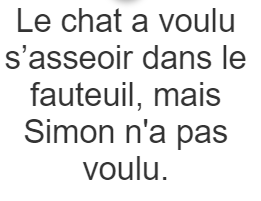 Le chat a voulu
s’asseoir dans le
fauteuil, mais
Simon n'a pas
voulu.